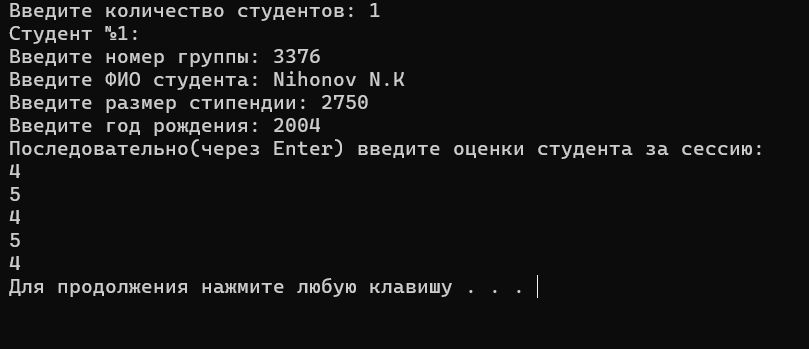 Введите количество студентов: 1
Студент №1:
Введите номер группы: 3376
Введите ФИО студента: Nihonov N.K
Введите размер стипендии: 2750
Введите год рождения: 2004
Последовательно(через Enter) введите оценки студента за сессию:
4
5
4
5
4
Для продолжения нажмите любую клавишу . . .